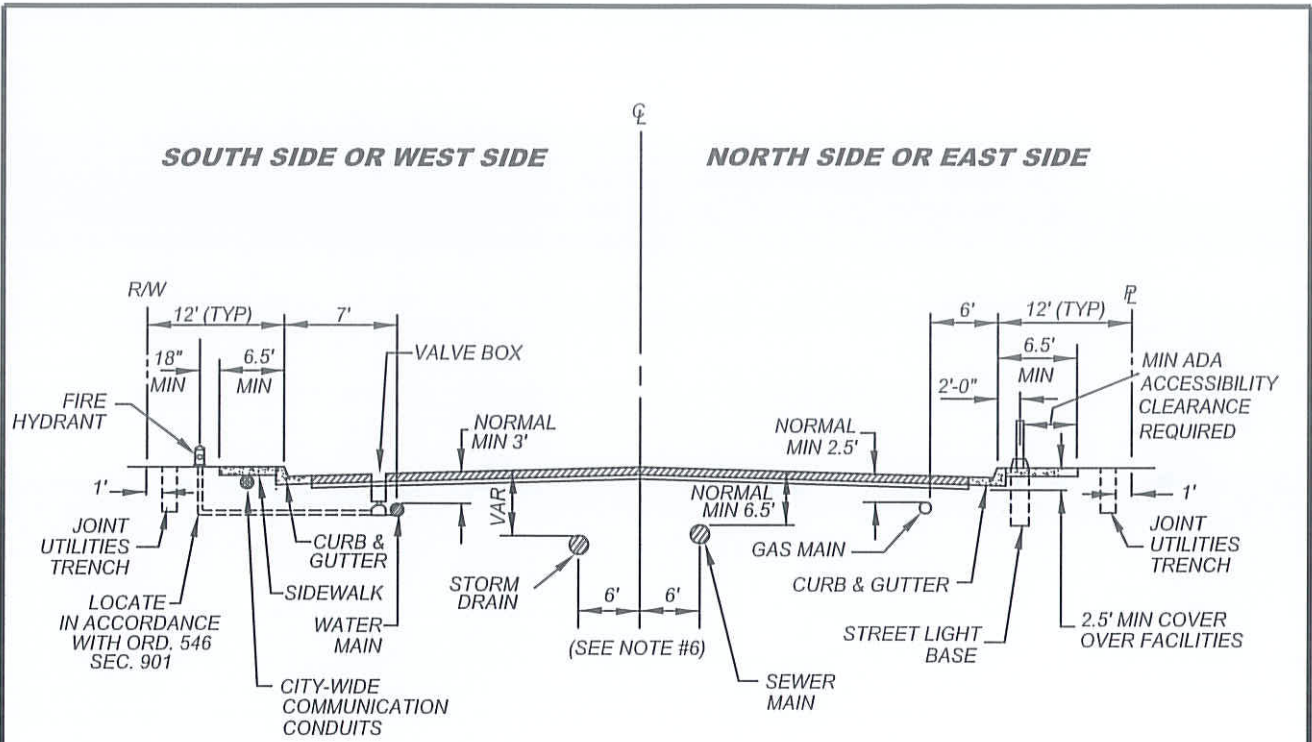 ℄
SOUTH SIDE OR WEST SIDE
NORTH SIDE OR EAST SIDE
R/W
12' (TYP)
7'
18"
MIN
6.5'
MIN
VALVE BOX
FIRE
HYDRANT
NORMAL
MIN 3'
1'
JOINT
UTILITIES
TRENCH
CURB &
GUTTER
SIDEWALK
LOCATE
IN ACCORDANCE
WITH ORD. 546
SEC. 901
WATER
MAIN
CITY-WIDE
COMMUNICATION
CONDUITS
VAR
STORM
DRAIN
6'
6'
(SEE NOTE #6)
NORMAL
MIN 6.5'
SEWER
MAIN
NORMAL
MIN 2.5'
GAS MAIN
CURB & GUTTER
STREET LIGHT
BASE
6'
12' (TYP)
PL
6.5'
MIN
2'-0"
MIN ADA
ACCESSIBILITY
CLEARANCE
REQUIRED
1'
JOINT
UTILITIES
TRENCH
2.5' MIN COVER
OVER FACILITIES